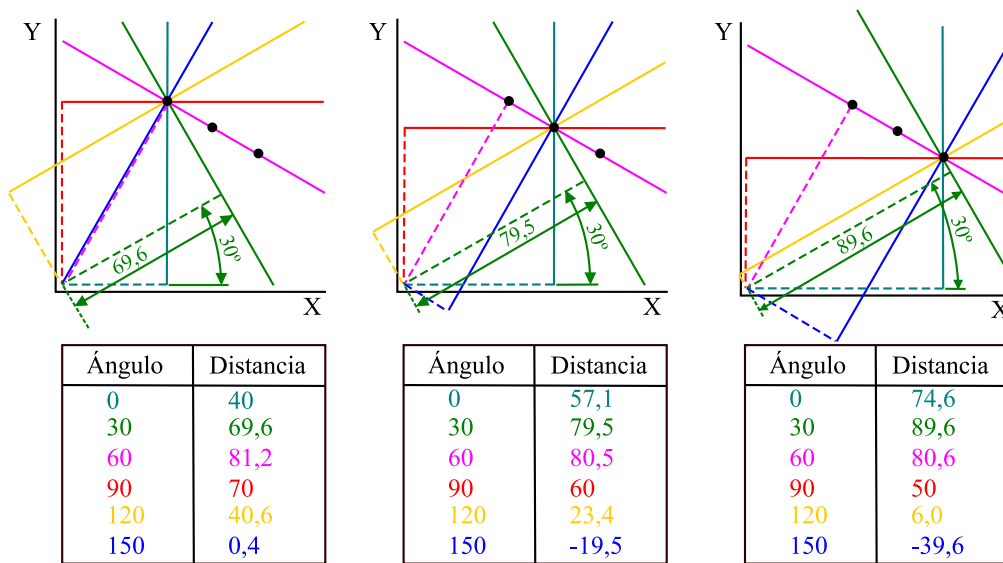 Y
69,6
30º
X
Ángulo Distancia
0 40
30 69,6
60 81,2
90 70
120 40,6
150 0,4
Y
79,5
30º
X
Ángulo Distancia
0 57,1
30 79,5
60 80,5
90 60
120 23,4
150 -19,5
Y
89,6
30º
X
Ángulo Distancia
0 74,6
30 89,6
60 80,6
90 50
120 6,0
150 -39,6